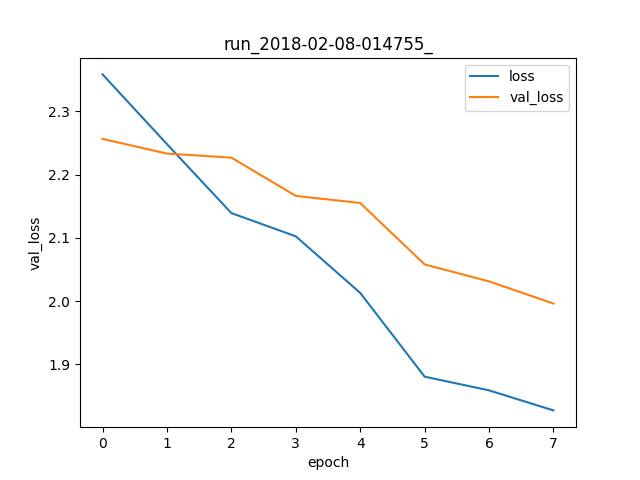 run_2018-02-08-014755_
loss
val_loss
2.3
2.2
2.1
2.0
1.9
val_loss
0 1 2 3 4 5 6 7
epoch